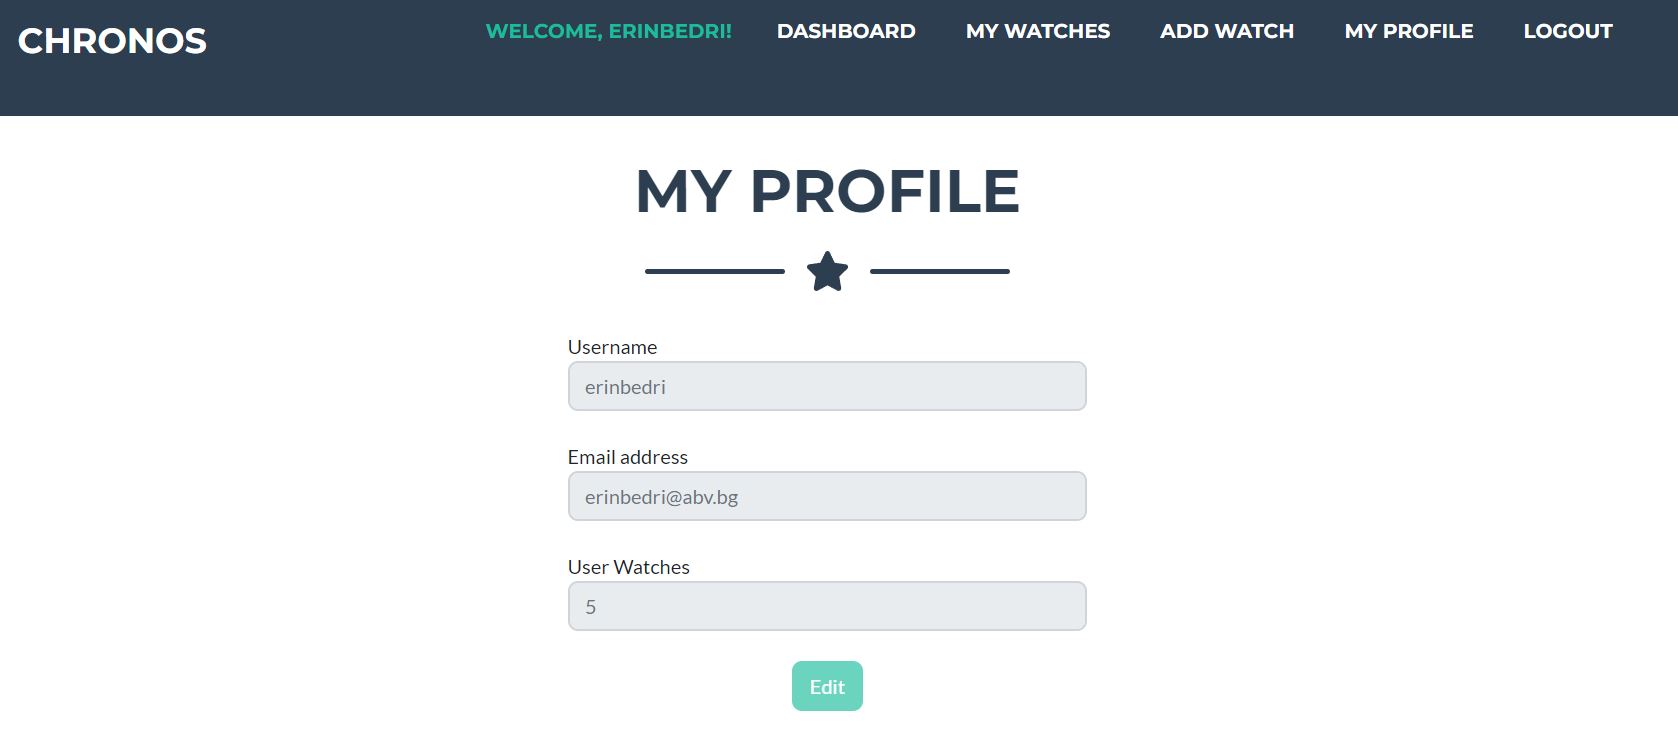 CHRONOS
WELCOME, ERINBEDRI! DASHBOARD MY WATCHES ADD WATCH MY PROFILE LOGOUT
MY PROFILE
Username
erinbedri
Email address
erinbedri@abv.bg
User Watches
5
Edit